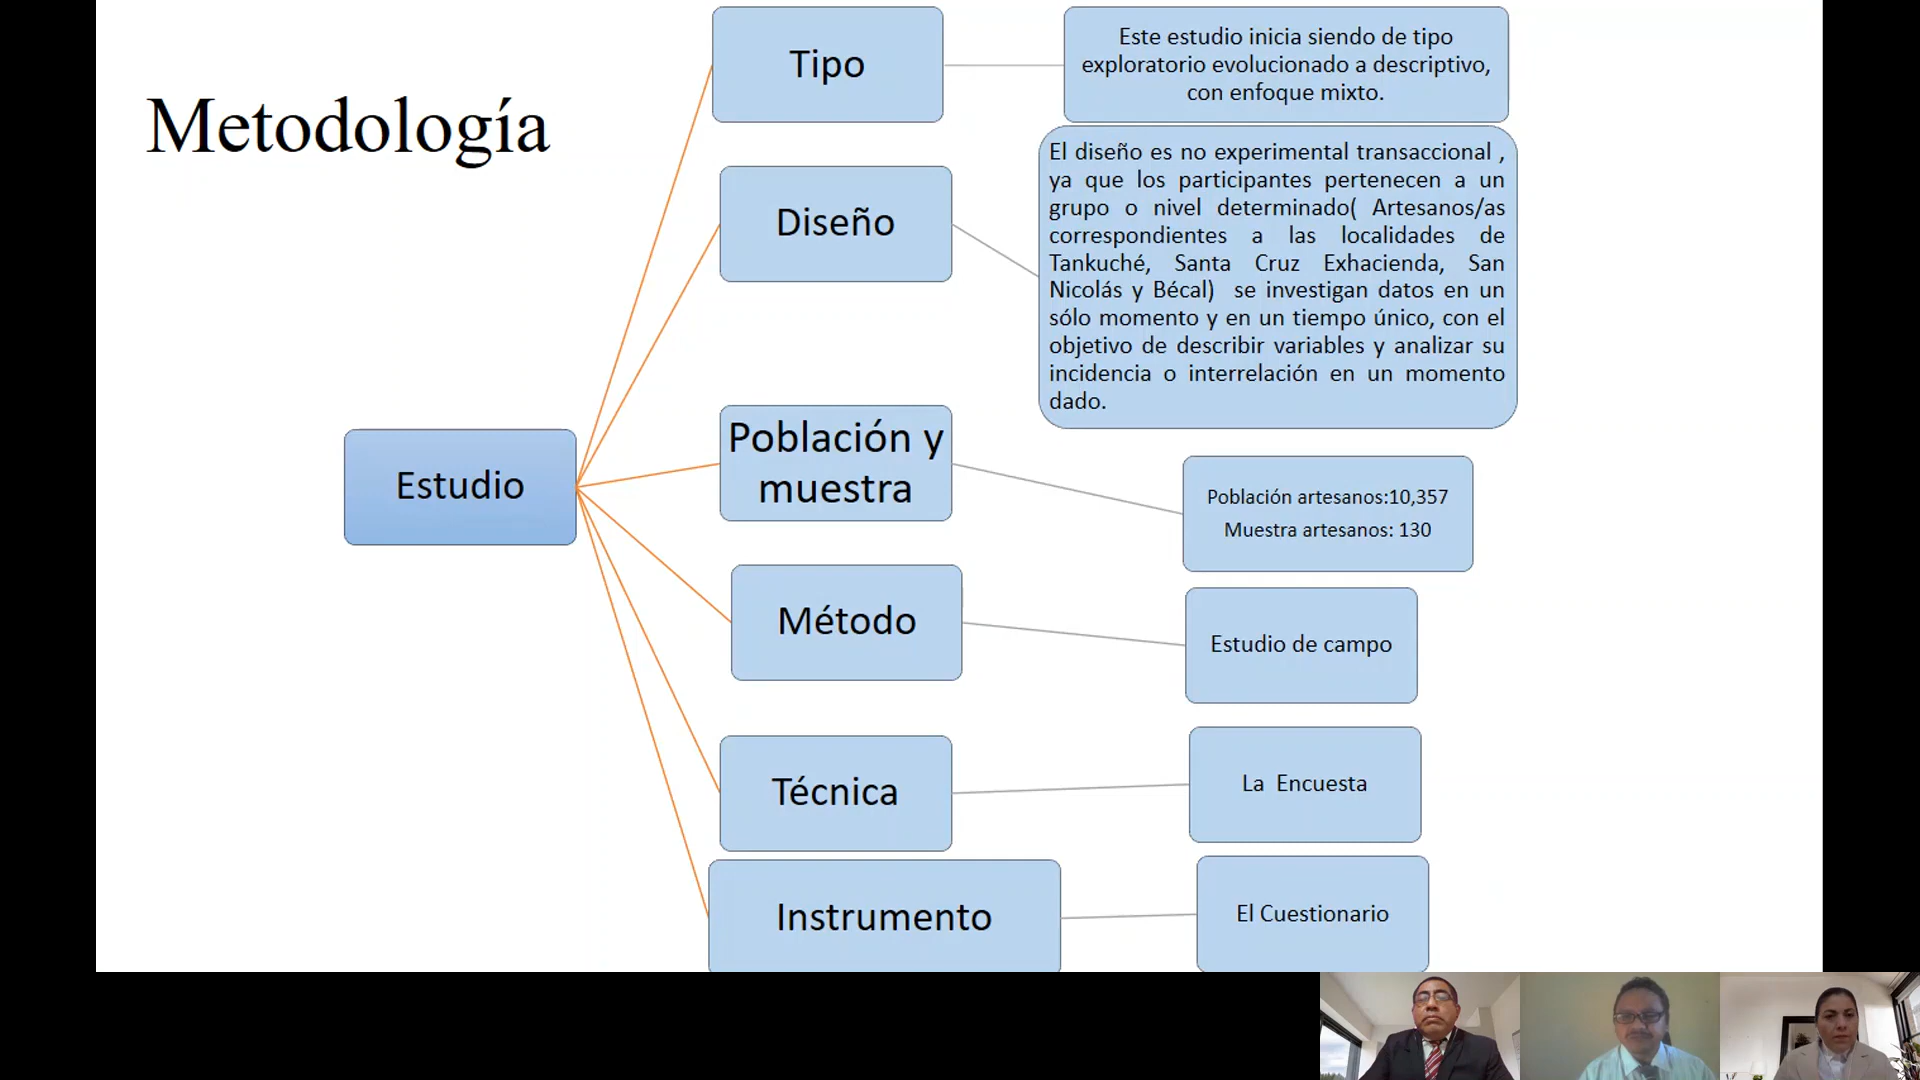 Metodología
Estudio
Tipo
Este estudio inicia siendo de tipo
exploratorio evolucionado a descriptivo,
con enfoque mixto.
Diseño
El diseño es no experimental transaccional ,
ya que los participantes pertenecen a un
grupo o nivel determinado( Artesanos/as
correspondientes a las localidades de
Tankuché, Santa Cruz Exhacienda, San
Nicolás y Bécal) se investigan datos en un
sólo momento y en un tiempo único, con el
objetivo de describir variables y analizar su
incidencia o interrelación en un momento
dado.
Población y
muestra
Población artesanos:10,357
Muestra artesanos: 130
Método
Estudio de campo
Técnica
La Encuesta
Instrumento
El Cuestionario